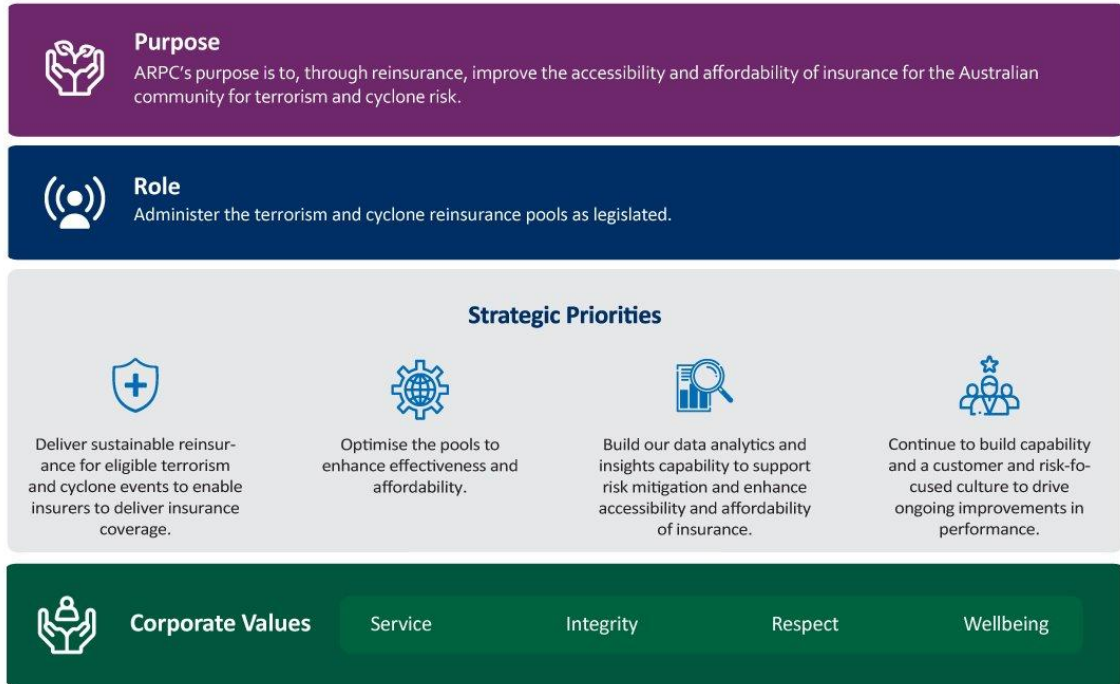 Purpose
ARPC's purpose is to, through reinsurance, improve the accessibility and affordability of insurance for the Australian
community for terrorism and cyclone risk.
Role
Administer the terrorism and cyclone reinsurance pools as legislated.
Strategic Priorities
Deliver sustainable reinsur-
ance for eligible terrorism
and cyclone events to enable
insurers to deliver insurance
coverage.
Optimise the pools to
enhance effectiveness and
affordability.
Build our data analytics and
insights capability to support
risk mitigation and enhance
accessibility and affordability
of insurance.
Continue to build capability
and a customer and risk-fo-
cused culture to drive
ongoing improvements in
performance.
Corporate Values
Service
Integrity
Respect
Wellbeing